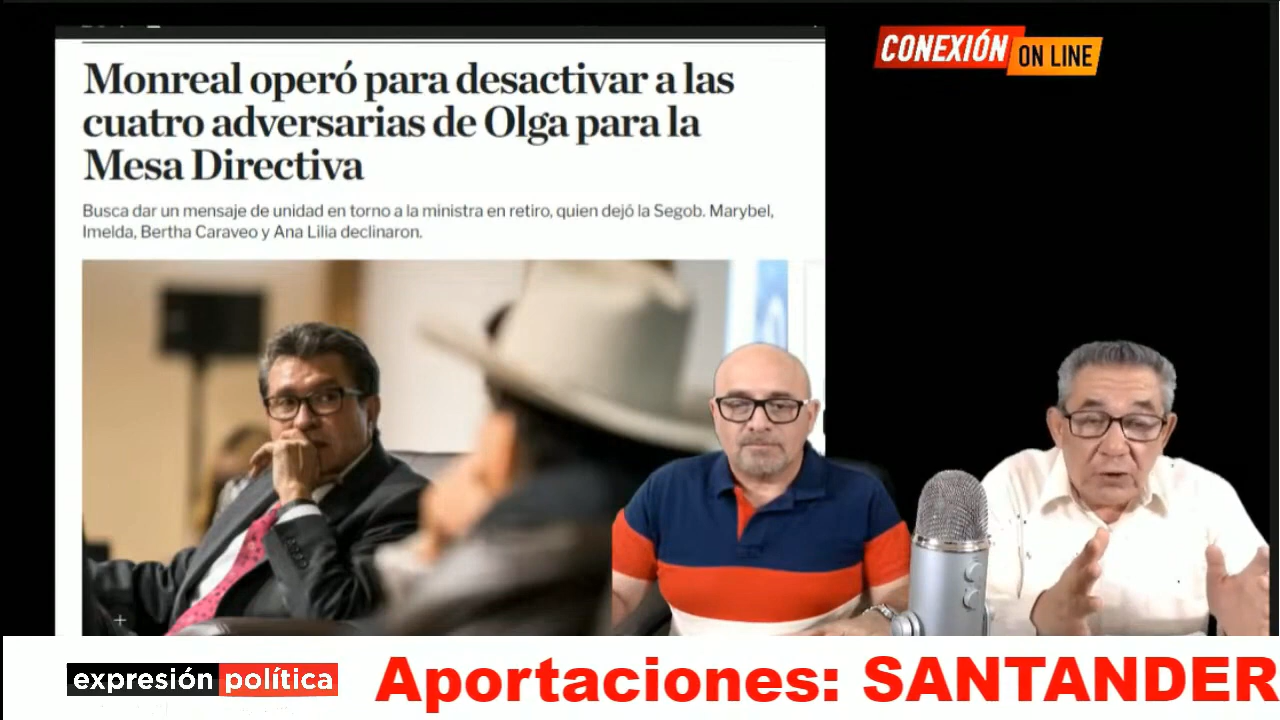 CONEXIÓN ON LINE
Monreal operó para desactivar a las
cuatro adversarias de Olga para la
Mesa Directiva
Busca dar un mensaje de unidad en torno a la ministra en retiro, quien dejó la Segob. Marybel,
Imelda, Bertha Caraveo y Ana Lilia declinaron.
expresión política
Aportaciones: SANTANDER